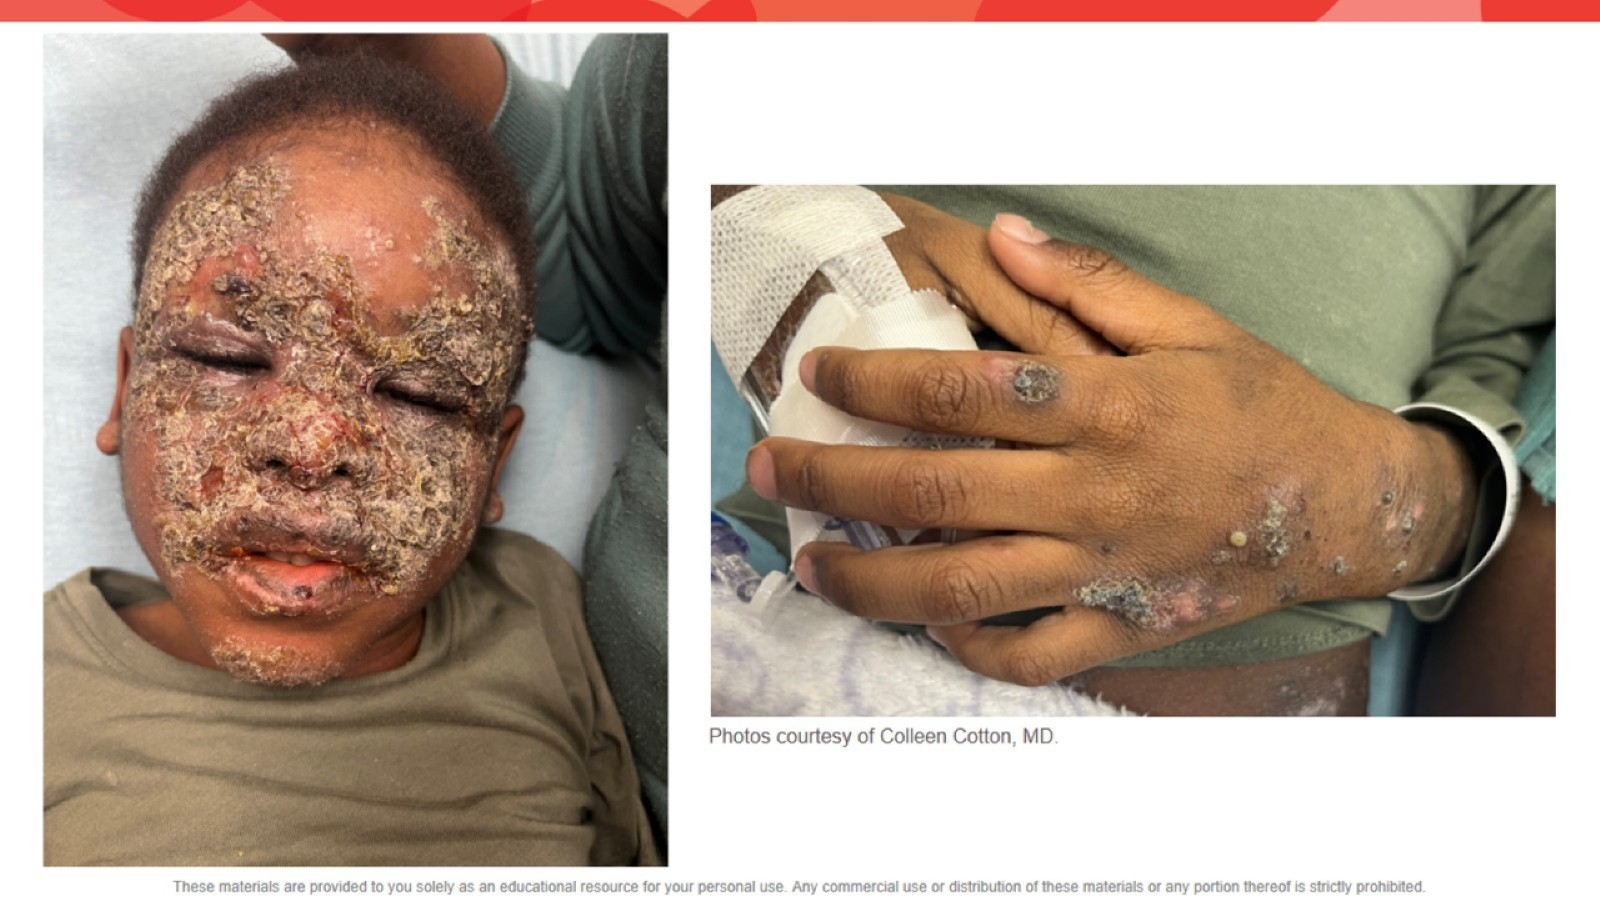 Photos courtesy of Colleen Cotton, MD.
These materials are provided to you solely as an educational resource for your personal use. Any commercial use or distribution of these materials or any portion thereof is strictly prohibited.